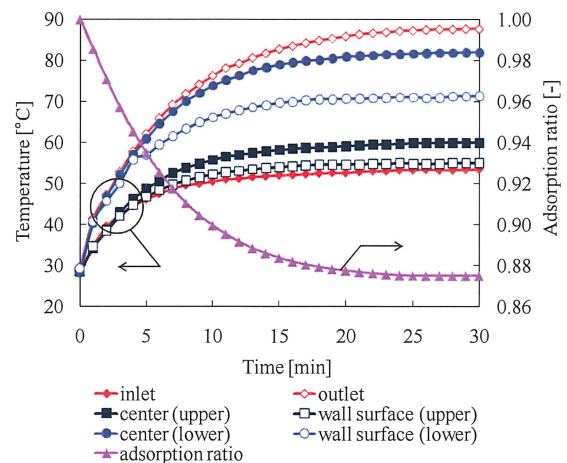 Temperature [°C]
90
80
70
60
50
40
30
20
1.00
0.98
0.96
0.94
0.92
0.90
0.88
0.86
Adsorption ratio [-]
0 5 10 15 20 25 30
Time [min]
inlet outlet
center (upper) wall surface (upper)
center (lower) wall surface (lower)
adsorption ratio